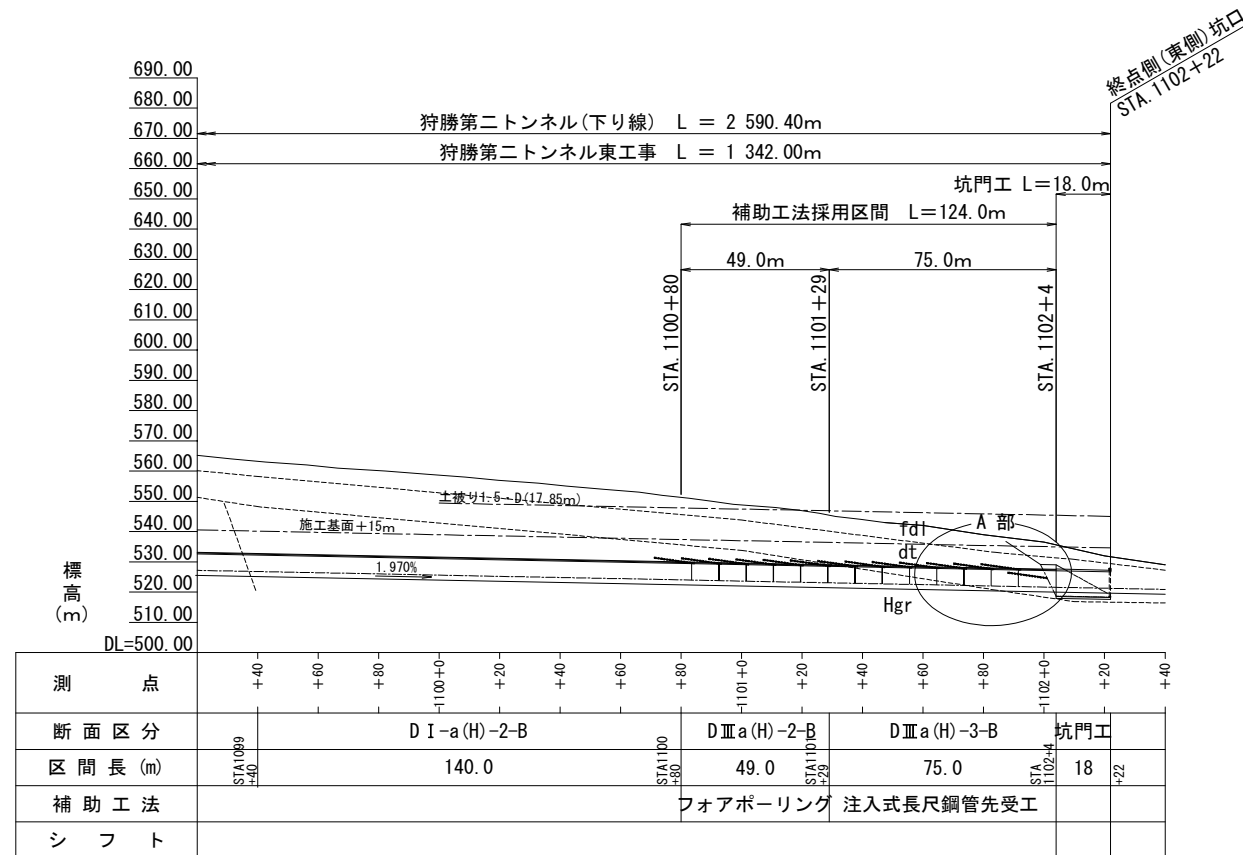 終点側(東側)坑口
STA.1102+22
690.00
680.00
670.00
660.00
650.00
640.00
630.00
620.00
610.00
600.00
590.00
580.00
570.00
560.00
550.00
540.00
530.00
520.00
510.00
DL=500.00
標高(m)
狩勝第二トンネル(下り線) L = 2 590.40m
狩勝第二トンネル東工事 L = 1 342.00m
坑門工 L=18.0m
補助工法採用区間 L=124.0m
49.0m 75.0m
STA.1100+80
STA.1101+29
STA.1102+4
土被り1.5・D(17.85m)
施工基面+15m
1.970%
fdl
dt
Hgr
A 部
測点 +40 +60 +80 1100+0 +20 +40 +60 +80 1101+0 +20 +40 +60 +80 1102+0 +20 +40
断面区分 DⅠ-a(H)-2-B DⅢa(H)-2-B DⅢa(H)-3-B 坑門工
区間長(m) STA1099+40 140.0 STA1100+80 49.0 STA1101+29 75.0 STA1102+4 18 +22
補助工法 フォアポーリング 注入式長尺鋼管先受工
シフト